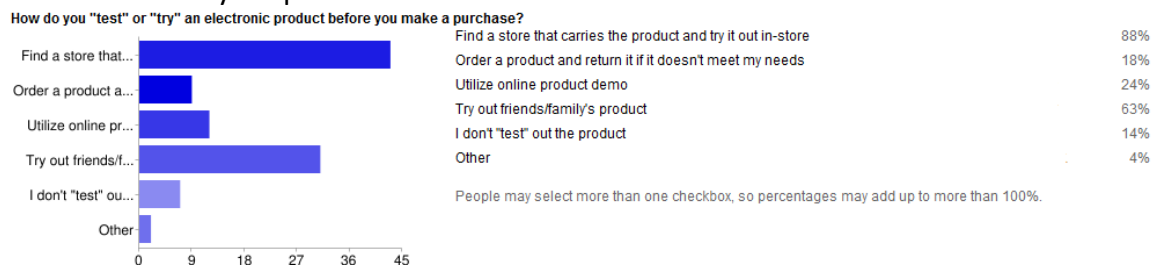 How do you "test" or "try" an electronic product before you make a purchase?
Find a store that...
Order a product a...
Utilize online pr...
Try out friends/f...
I don't "test" ou...
Other
0 9 18 27 36 45
Find a store that carries the product and try it out in-store 88%
Order a product and return it if it doesn't meet my needs 18%
Utilize online product demo 24%
Try out friends/family's product 63%
I don't "test" out the product 14%
Other 4%
People may select more than one checkbox, so percentages may add up to more than 100%.